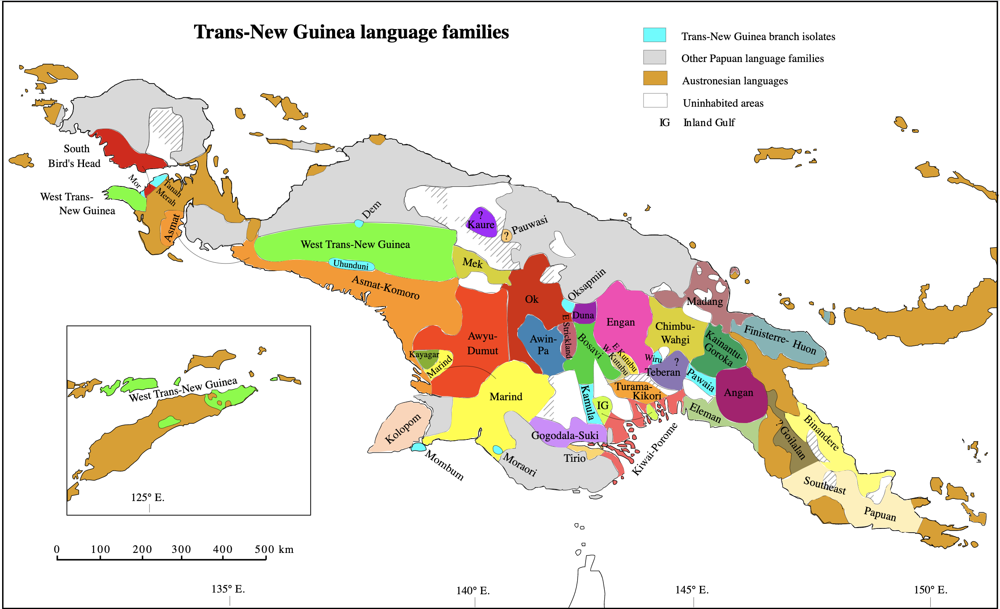 Trans-New Guinea language families
Trans-New Guinea branch isolates
Other Papuan language families
Austronesian languages
Uninhabited areas
IG Inland Gulf
South
Bird's Head
Mor
Tanah
Merah
West Trans-
New Guinea
Asmat
Dem
?
Kaure
?
Pauwasi
West Trans-New Guinea
Uhunduni
Mek
Asmat-Komoro
Ok
Oksapmin
Duna
Engan
Madang
Chimbu-
Wahgi
Finisterre- Huon
Kainantu-
Goroka
Awyu-
Dumut
Awin-
Pa
E Strickland
Bosavi
W Kutubu
E Kutubu
Wiru
?
Teberan
Pawaia
Angan
Kayagar
Marind
Marind
Kamula
IG
Turama-
Kikori
Eleman
Kolopom
Gogodala-Suki
Tirio
Kiwai-Porome
Mombum
Moraori
?
Goilalan
Binandere
Southeast
Papuan
West Trans-New Guinea
125° E.
0 100 200 300 400 500 km
135° E.
140° E.
145° E.
150° E.